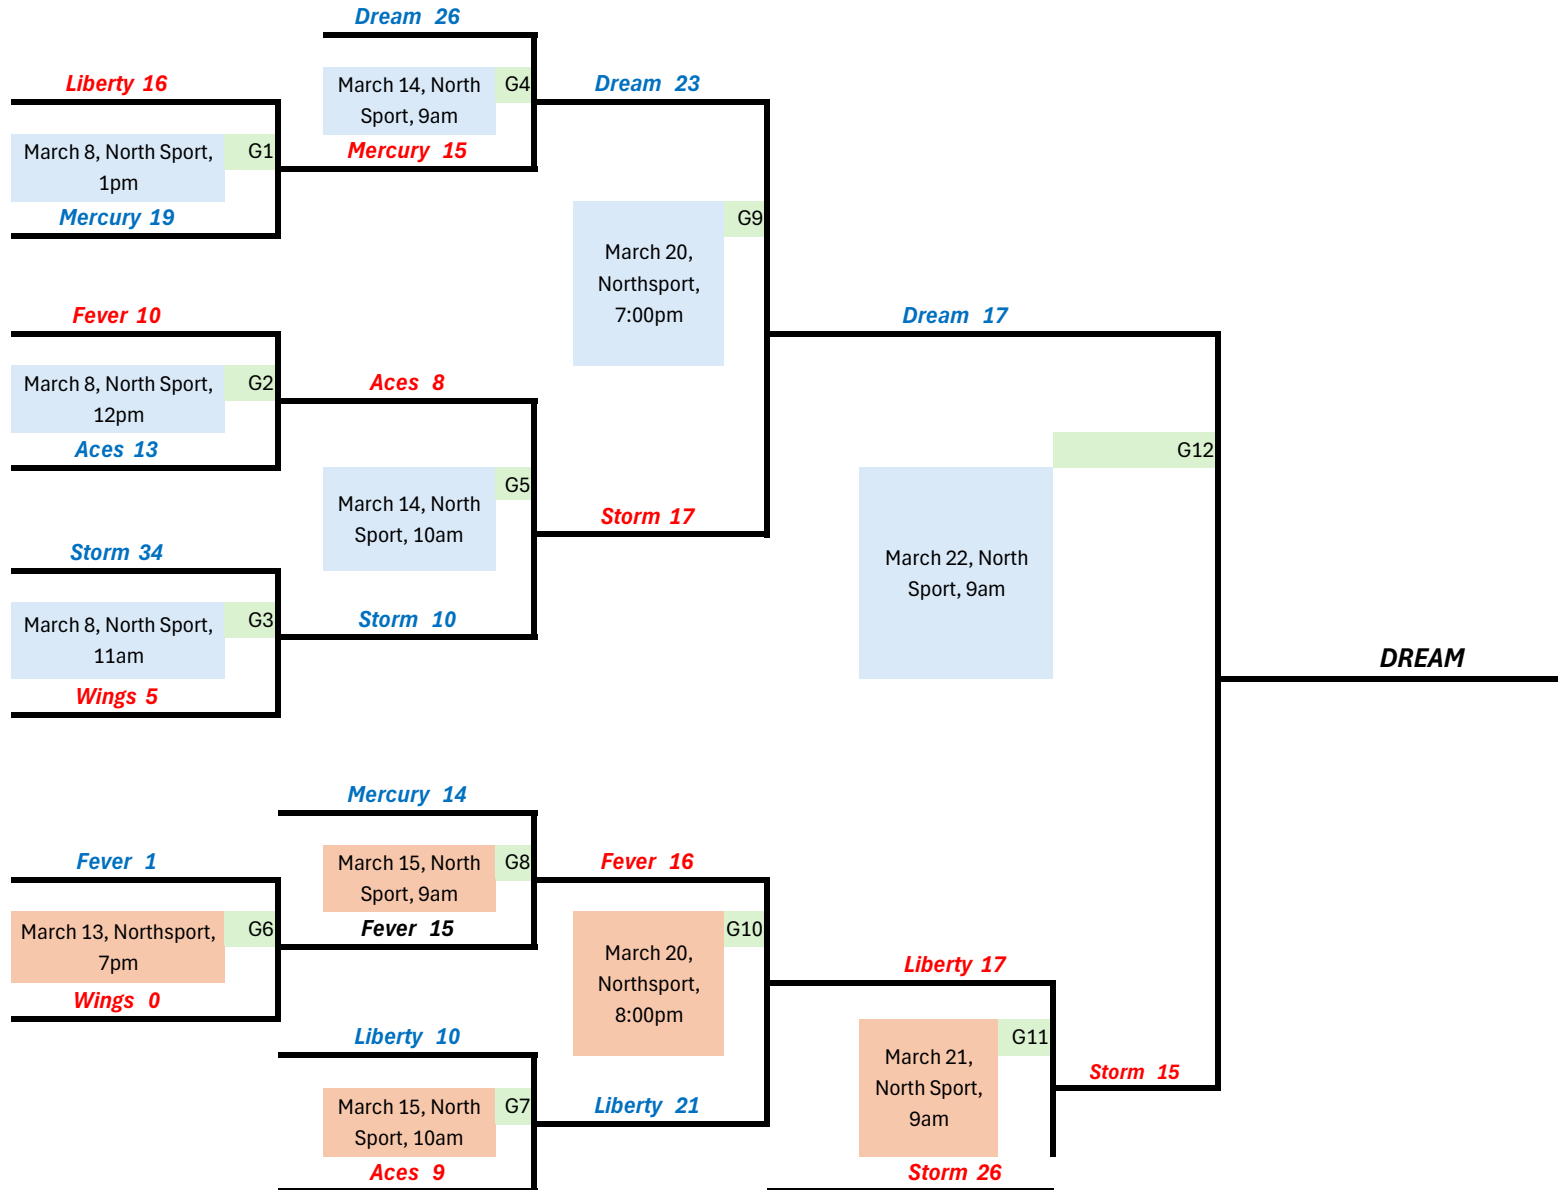 Dream 26
Liberty 16
March 14, North
Sport, 9am
G4
Dream 23
March 8, North Sport,
1pm
G1
Mercury 15
Mercury 19
G9
March 20,
Northsport,
7:00pm
Fever 10
Dream 17
March 8, North Sport,
12pm
G2
Aces 8
Aces 13
G12
March 14, North
Sport, 10am
G5
Storm 17
March 22, North
Sport, 9am
Storm 34
March 8, North Sport,
11am
G3
Storm 10
DREAM
Wings 5
Mercury 14
Fever 1
March 15, North
Sport, 9am
G8
Fever 16
March 13, Northsport,
7pm
G6
Fever 15
March 20,
Northsport,
8:00pm
G10
Liberty 17
Wings 0
Liberty 10
March 21,
North Sport,
9am
G11
Storm 15
March 15, North
Sport, 10am
G7
Liberty 21
Aces 9
Storm 26